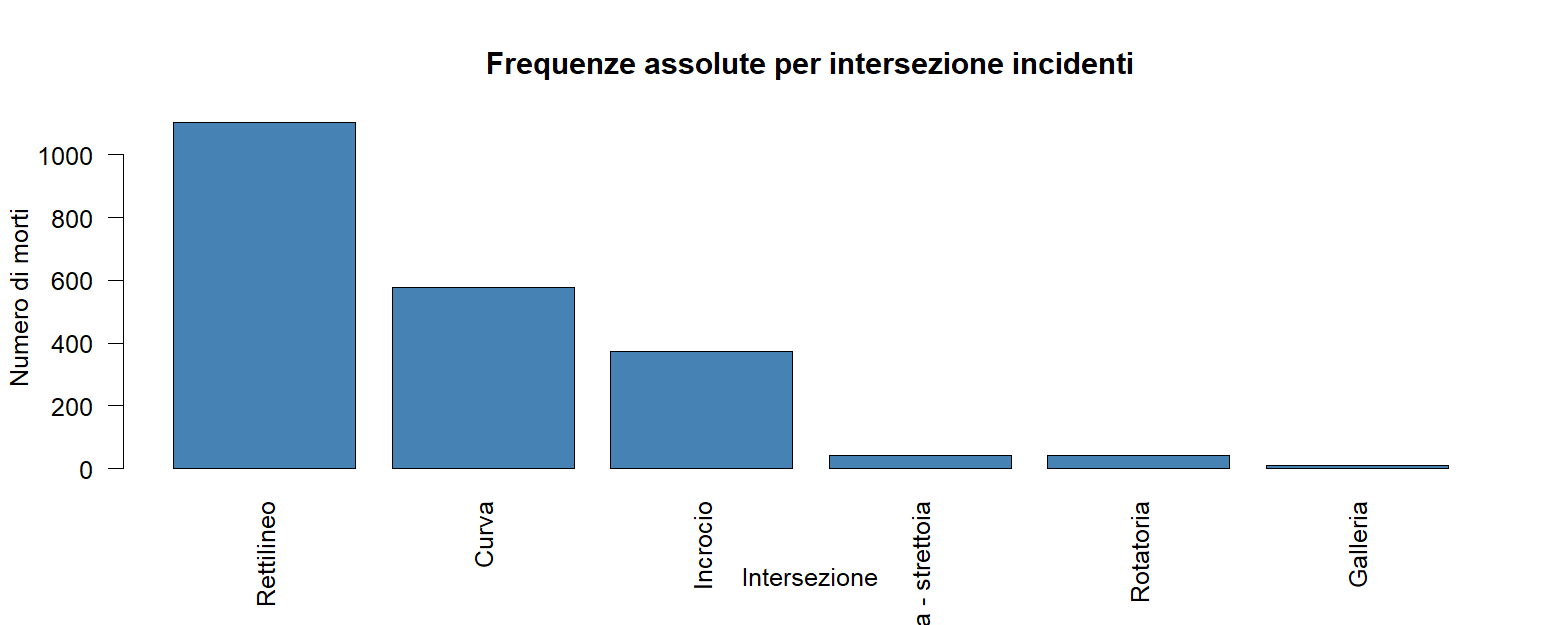 Frequenze assolute per intersezione incidenti
Numero di morti
1000
800
600
400
200
0
Rettilineo
Curva
Incrocio
a - strettoia
Rotatoria
Galleria
Intersezione